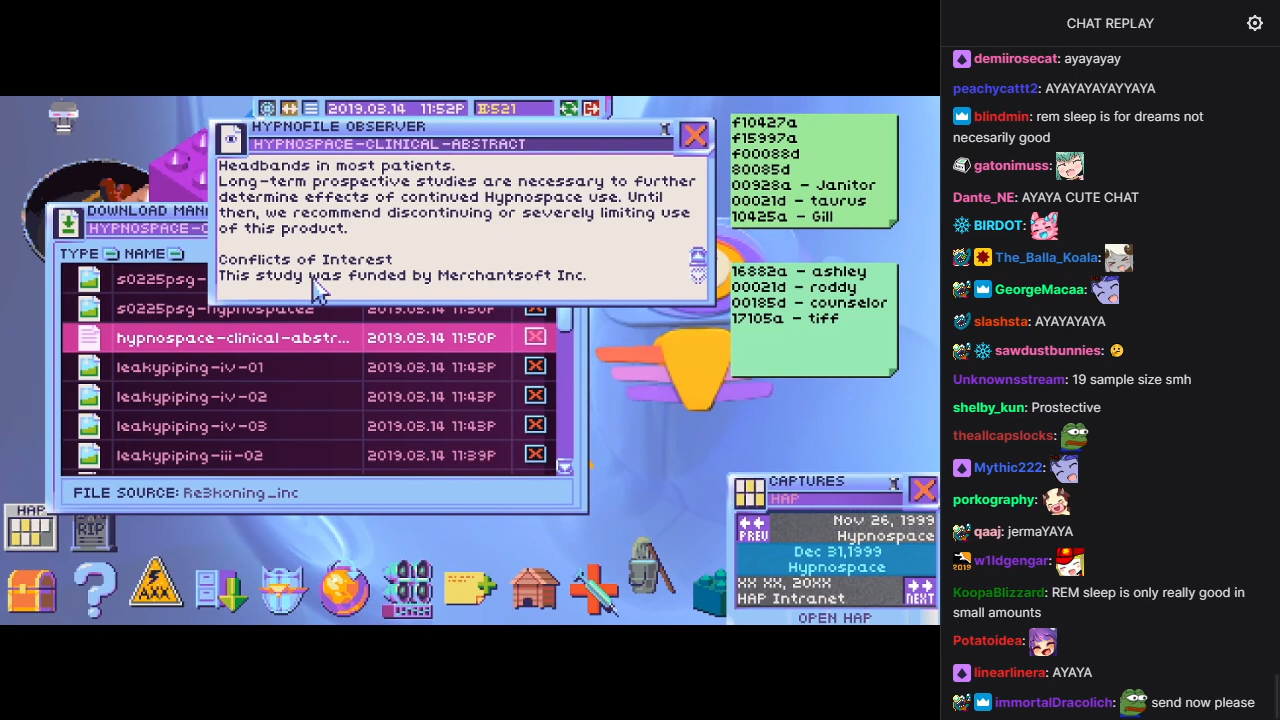 2019.03.14 11:52P
521
HYPNOFILE OBSERVER
HYPNOSPACE-CLINICAL-ABSTRACT
Headbands in most patients.
Long-term prospective studies are necessary to further
determine effects of continued Hypnospace use. Until
then, we recommend discontinuing or severely limiting use
of this product.
Conflicts of Interest
This study was funded by Merchantsoft Inc.
DOWNLOAD MAN
HYPNOSPACE-C
TYPE NAME
s0225psg-
s0225psg-hypnospace2 2019.03.14 11:50P
hypnospace-clinical-abstr... 2019.03.14 11:50P
leakypiping-iv-01 2019.03.14 11:43P
leakypiping-iv-02 2019.03.14 11:43P
leakypiping-iv-03 2019.03.14 11:43P
leakypiping-iii-02 2019.03.14 11:39P
FILE SOURCE: Re3koning_inc
f10427a
f15997a
f00088d
80085d
00928a - Janitor
00021d - taurus
10425a - Gill
16882a - ashley
00021d - roddy
00185d - counselor
17105a - tiff
HAP
RIP
AXX
CAPTURES
HAP
PREV
Nov 26, 1999
Hypnospace
Dec 31,1999
Hypnospace
XX XX, 20XX
HAP Intranet
NEXT
OPEN HAP
CHAT REPLAY
demiirosecat: ayayayay
peachycattt2: AYAYAYAYAYYAYA
blindmin: rem sleep is for dreams not
necesarily good
gatonimuss:
Dante_NE: AYAYA CUTE CHAT
BIRDOT:
The_Balla_Koala:
GeorgeMacaa:
slashsta: AYAYAYAYA
sawdustbunnies:
Unknownsstream: 19 sample size smh
shelby_kun: Prostective
theallcapslocks:
Mythic222:
porkography:
qaaj: jermaYAYA
2019 w1ldgengar:
KoopaBlizzard: REM sleep is only really good in
small amounts
Potatoidea:
linearlinera: AYAYA
immortalDracolich: send now please